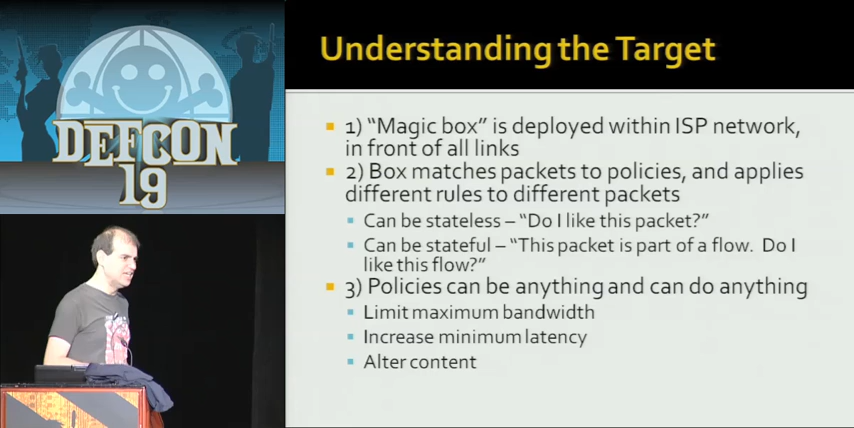 DEFCON
19
Understanding the Target
1) “Magic box” is deployed within ISP network,
in front of all links
2) Box matches packets to policies, and applies
different rules to different packets
Can be stateless – “Do I like this packet?”
Can be stateful – “This packet is part of a flow. Do I
like this flow?”
3) Policies can be anything and can do anything
Limit maximum bandwidth
Increase minimum latency
Alter content